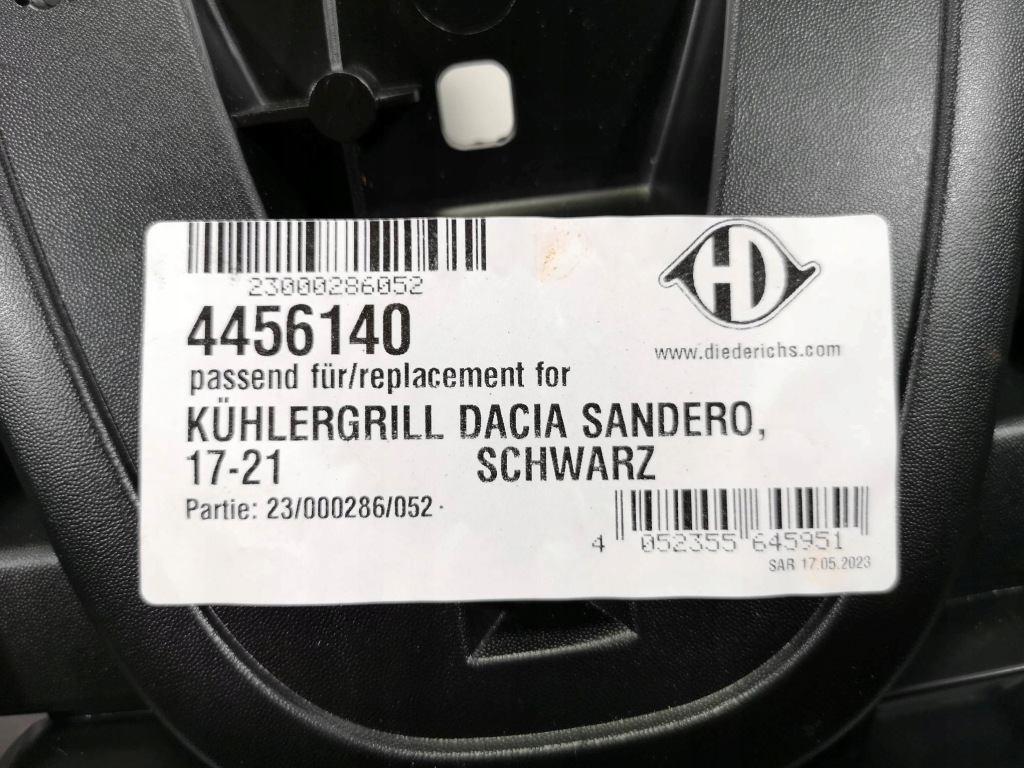 23000286052
4456140
HD
www.diederichs.com
passend für/replacement for
KÜHLERGRILL DACIA SANDERO,
17-21 SCHWARZ
Partie: 23/000286/052
4 052355 645951
SAR 17.05.2023